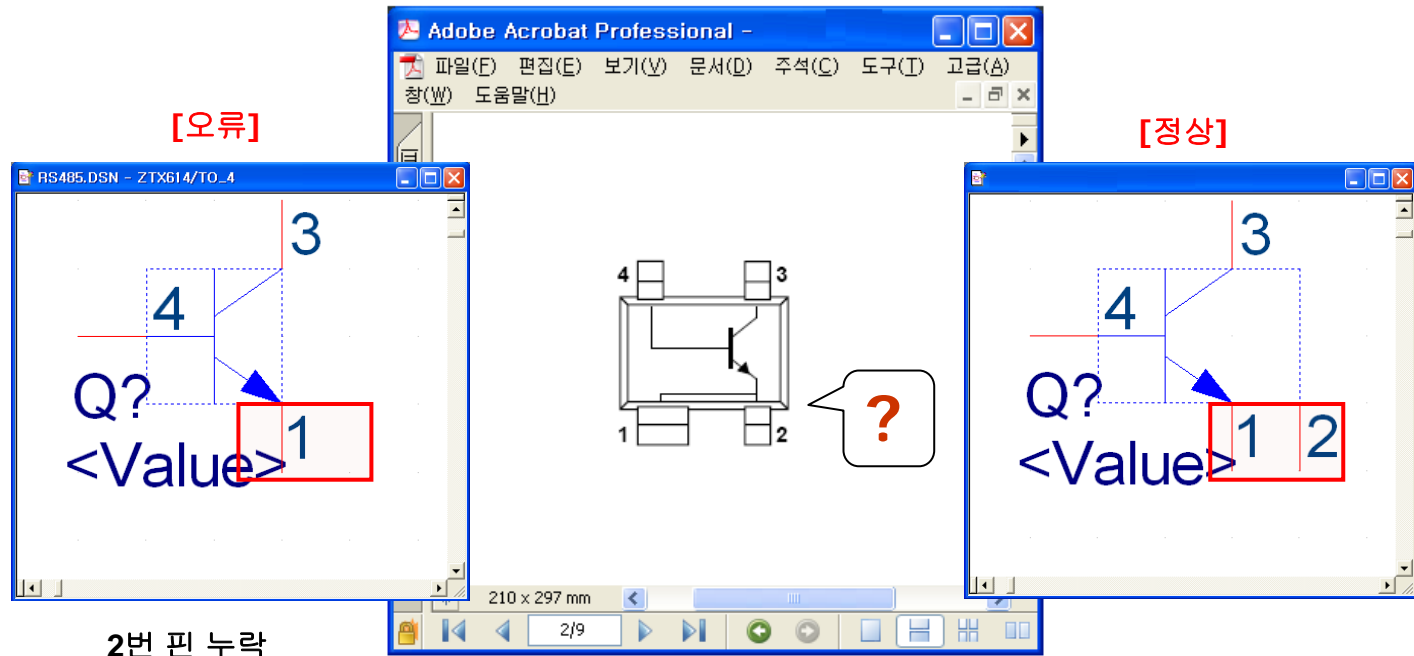 Adobe Acrobat Professional -
파일(F) 편집(E) 보기(V) 문서(D) 주석(C) 도구(T) 고급(A)
창(W) 도움말(H)
[오류]
[정상]
RS485.DSN - ZTX614/TO_4
3
4
Q?
<Value>
1
4
3
1
2
?
3
4
Q?
<Value>
1
2
210 x 297 mm
2/9
2번 핀 누락